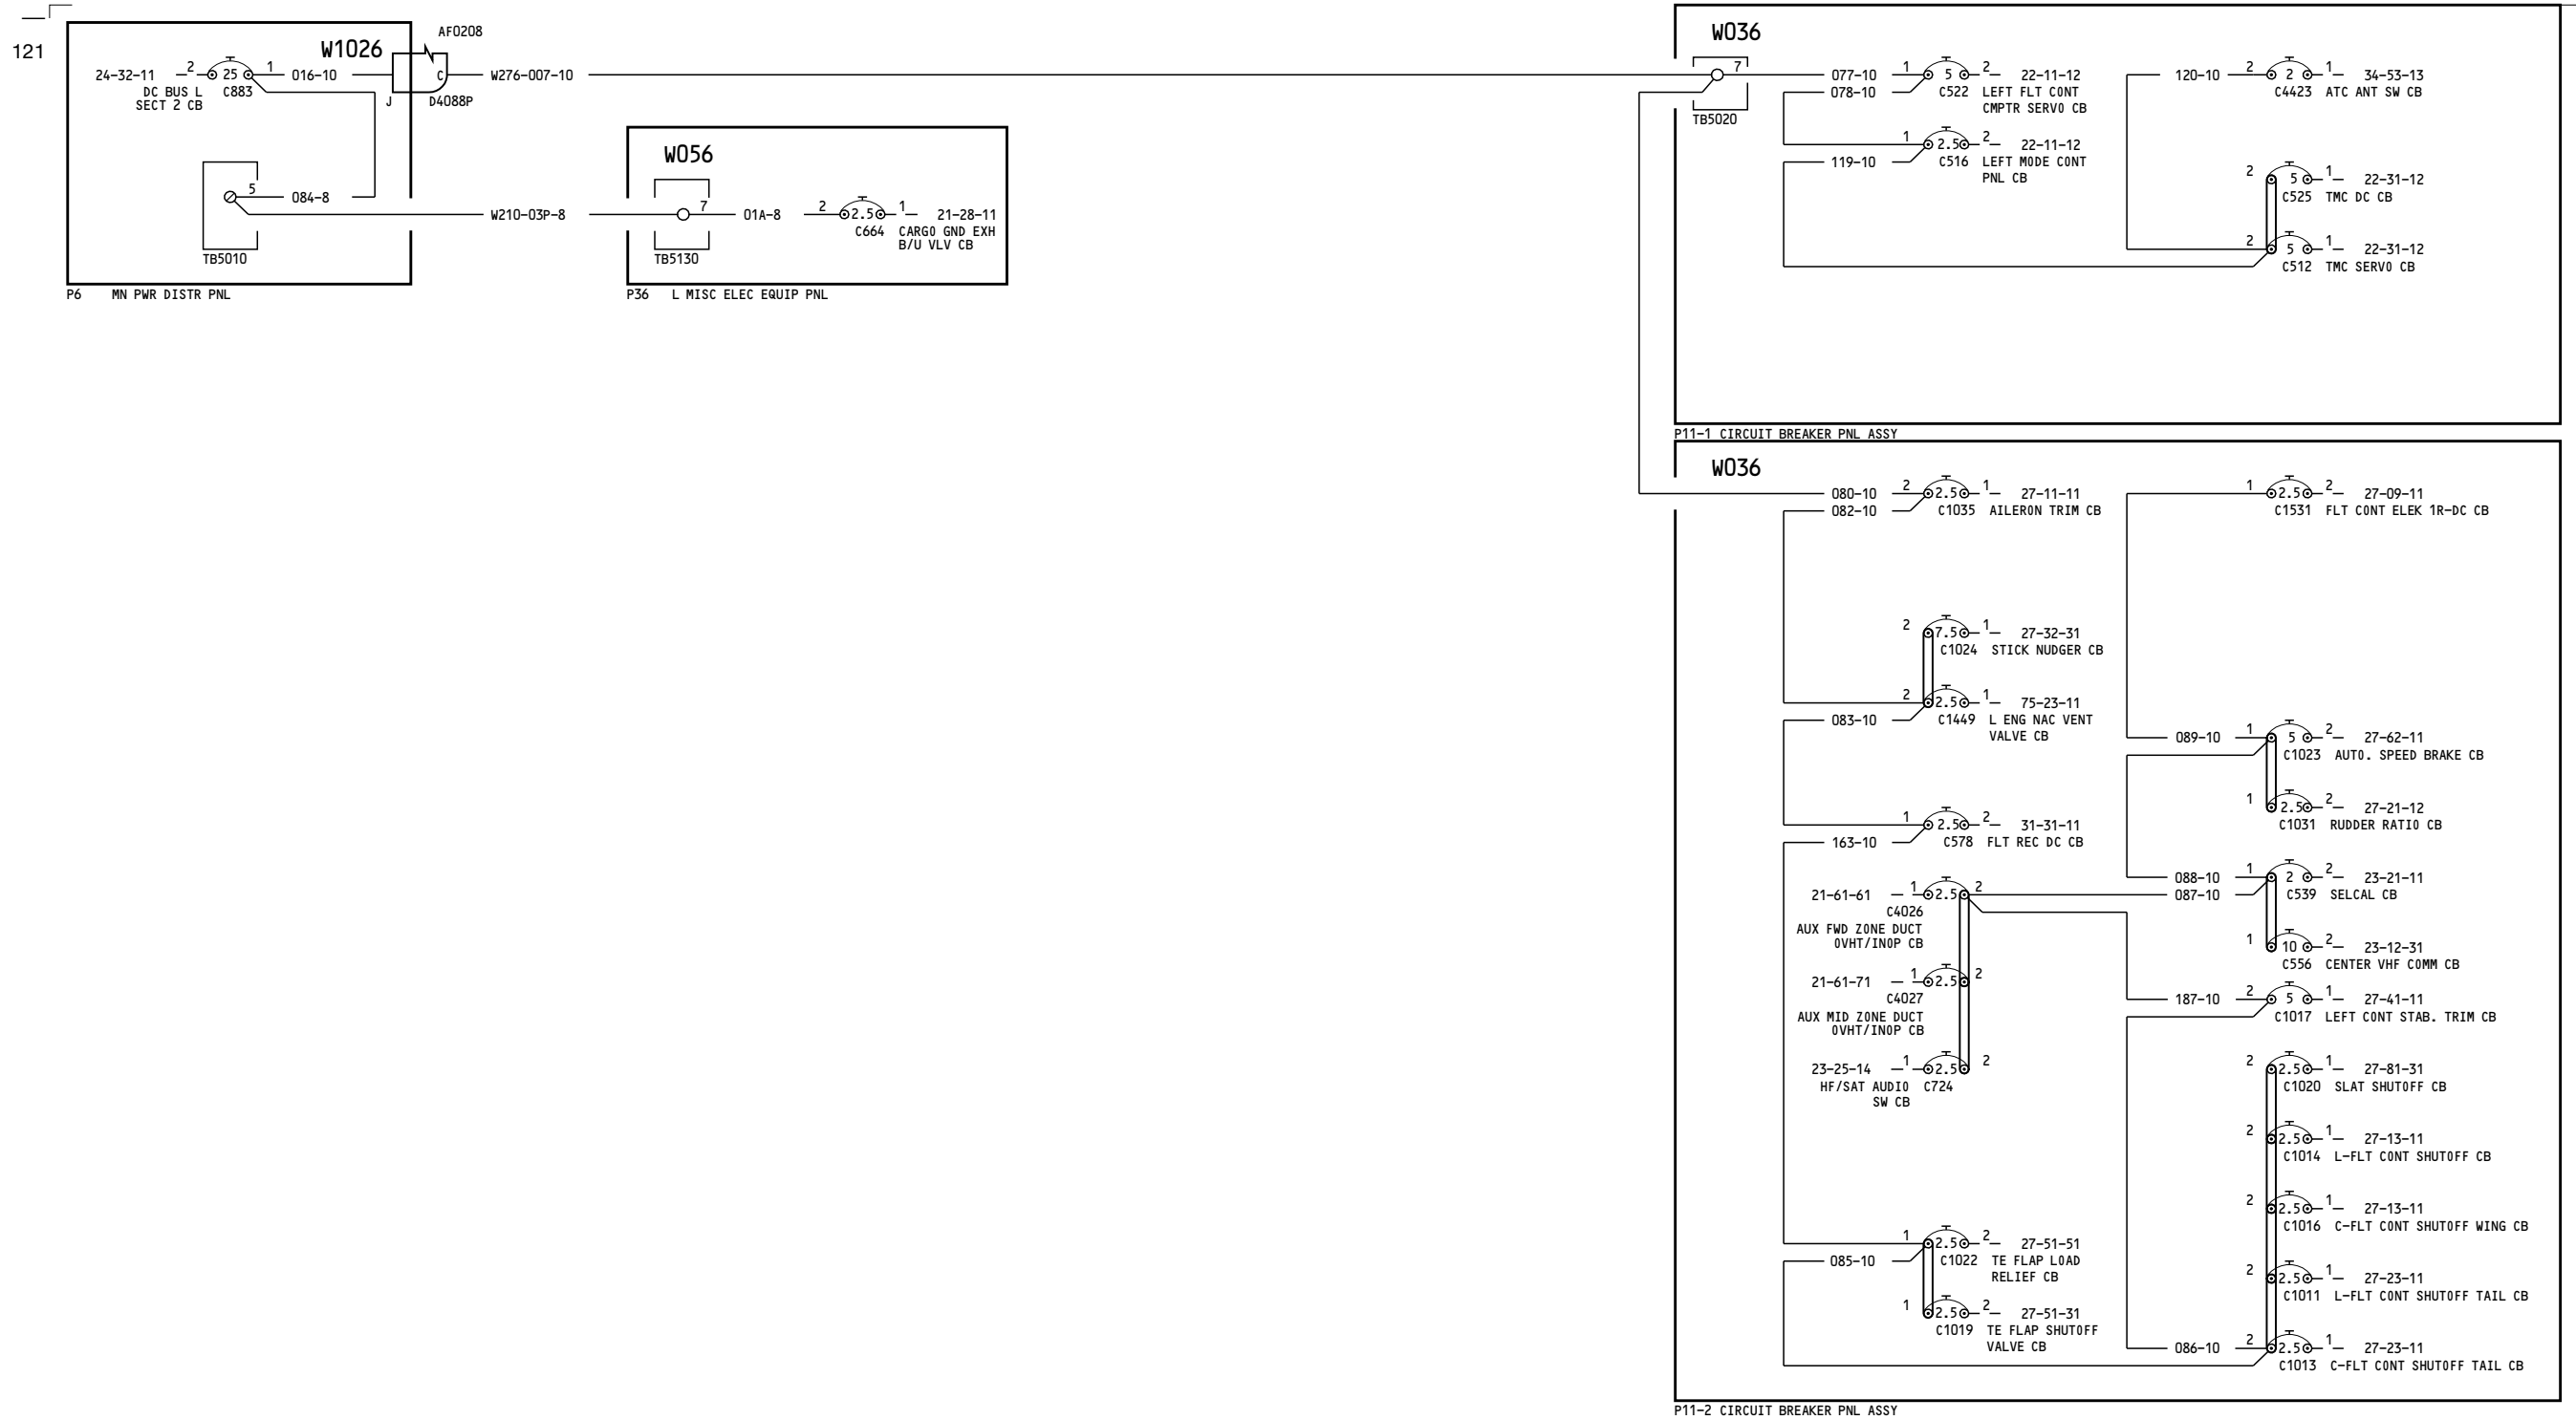 121
W1026
AF0208
24-32-11 2 25 1 016-10
DC BUS L
SECT 2 CB
C883
J
C
D4088P
W276-007-10
5
084-8
TB5010
P6 MN PWR DISTR PNL
W210-03P-8
W056
7 01A-8 2 2.5 1 21-28-11
C664 CARGO GND EXH
B/U VLV CB
TB5130
P36 L MISC ELEC EQUIP PNL
W036
7
TB5020
077-10 1 5 2 22-11-12
078-10
C522 LEFT FLT CONT
CMPTR SERVO CB
1 2.5 2 22-11-12
119-10
C516 LEFT MODE CONT
PNL CB
120-10 2 2 1 34-53-13
C4423 ATC ANT SW CB
2 5 1 22-31-12
C525 TMC DC CB
2 5 1 22-31-12
C512 TMC SERVO CB
P11-1 CIRCUIT BREAKER PNL ASSY
W036
080-10 2 2.5 1 27-11-11
082-10
C1035 AILERON TRIM CB
2 7.5 1 27-32-31
C1024 STICK NUDGER CB
2 2.5 1 75-23-11
083-10
C1449 L ENG NAC VENT
VALVE CB
1 2.5 2 31-31-11
163-10
C578 FLT REC DC CB
21-61-61 1 2.5 2
C4026
AUX FWD ZONE DUCT
OVHT/INOP CB
21-61-71 1 2.5 2
C4027
AUX MID ZONE DUCT
OVHT/INOP CB
23-25-14 1 2.5 2
HF/SAT AUDIO C724
SW CB
1 2.5 2 27-51-51
085-10
C1022 TE FLAP LOAD
RELIEF CB
1 2.5 2 27-51-31
C1019 TE FLAP SHUTOFF
VALVE CB
1 2.5 2 27-09-11
C1531 FLT CONT ELEK 1R-DC CB
089-10 1 5 2 27-62-11
C1023 AUTO. SPEED BRAKE CB
1 2.5 2 27-21-12
C1031 RUDDER RATIO CB
088-10 1 2 2 23-21-11
087-10
C539 SELCAL CB
1 10 2 23-12-31
C556 CENTER VHF COMM CB
187-10 2 5 1 27-41-11
C1017 LEFT CONT STAB. TRIM CB
2 2.5 1 27-81-31
C1020 SLAT SHUTOFF CB
2 2.5 1 27-13-11
C1014 L-FLT CONT SHUTOFF CB
2 2.5 1 27-13-11
C1016 C-FLT CONT SHUTOFF WING CB
2 2.5 1 27-23-11
C1011 L-FLT CONT SHUTOFF TAIL CB
086-10 2 2.5 1 27-23-11
C1013 C-FLT CONT SHUTOFF TAIL CB
P11-2 CIRCUIT BREAKER PNL ASSY